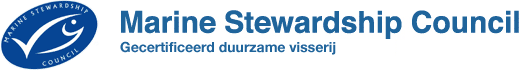 MARINE STEWARDSHIP
COUNCIL
Marine Stewardship Council
Gecertificeerd duurzame visserij